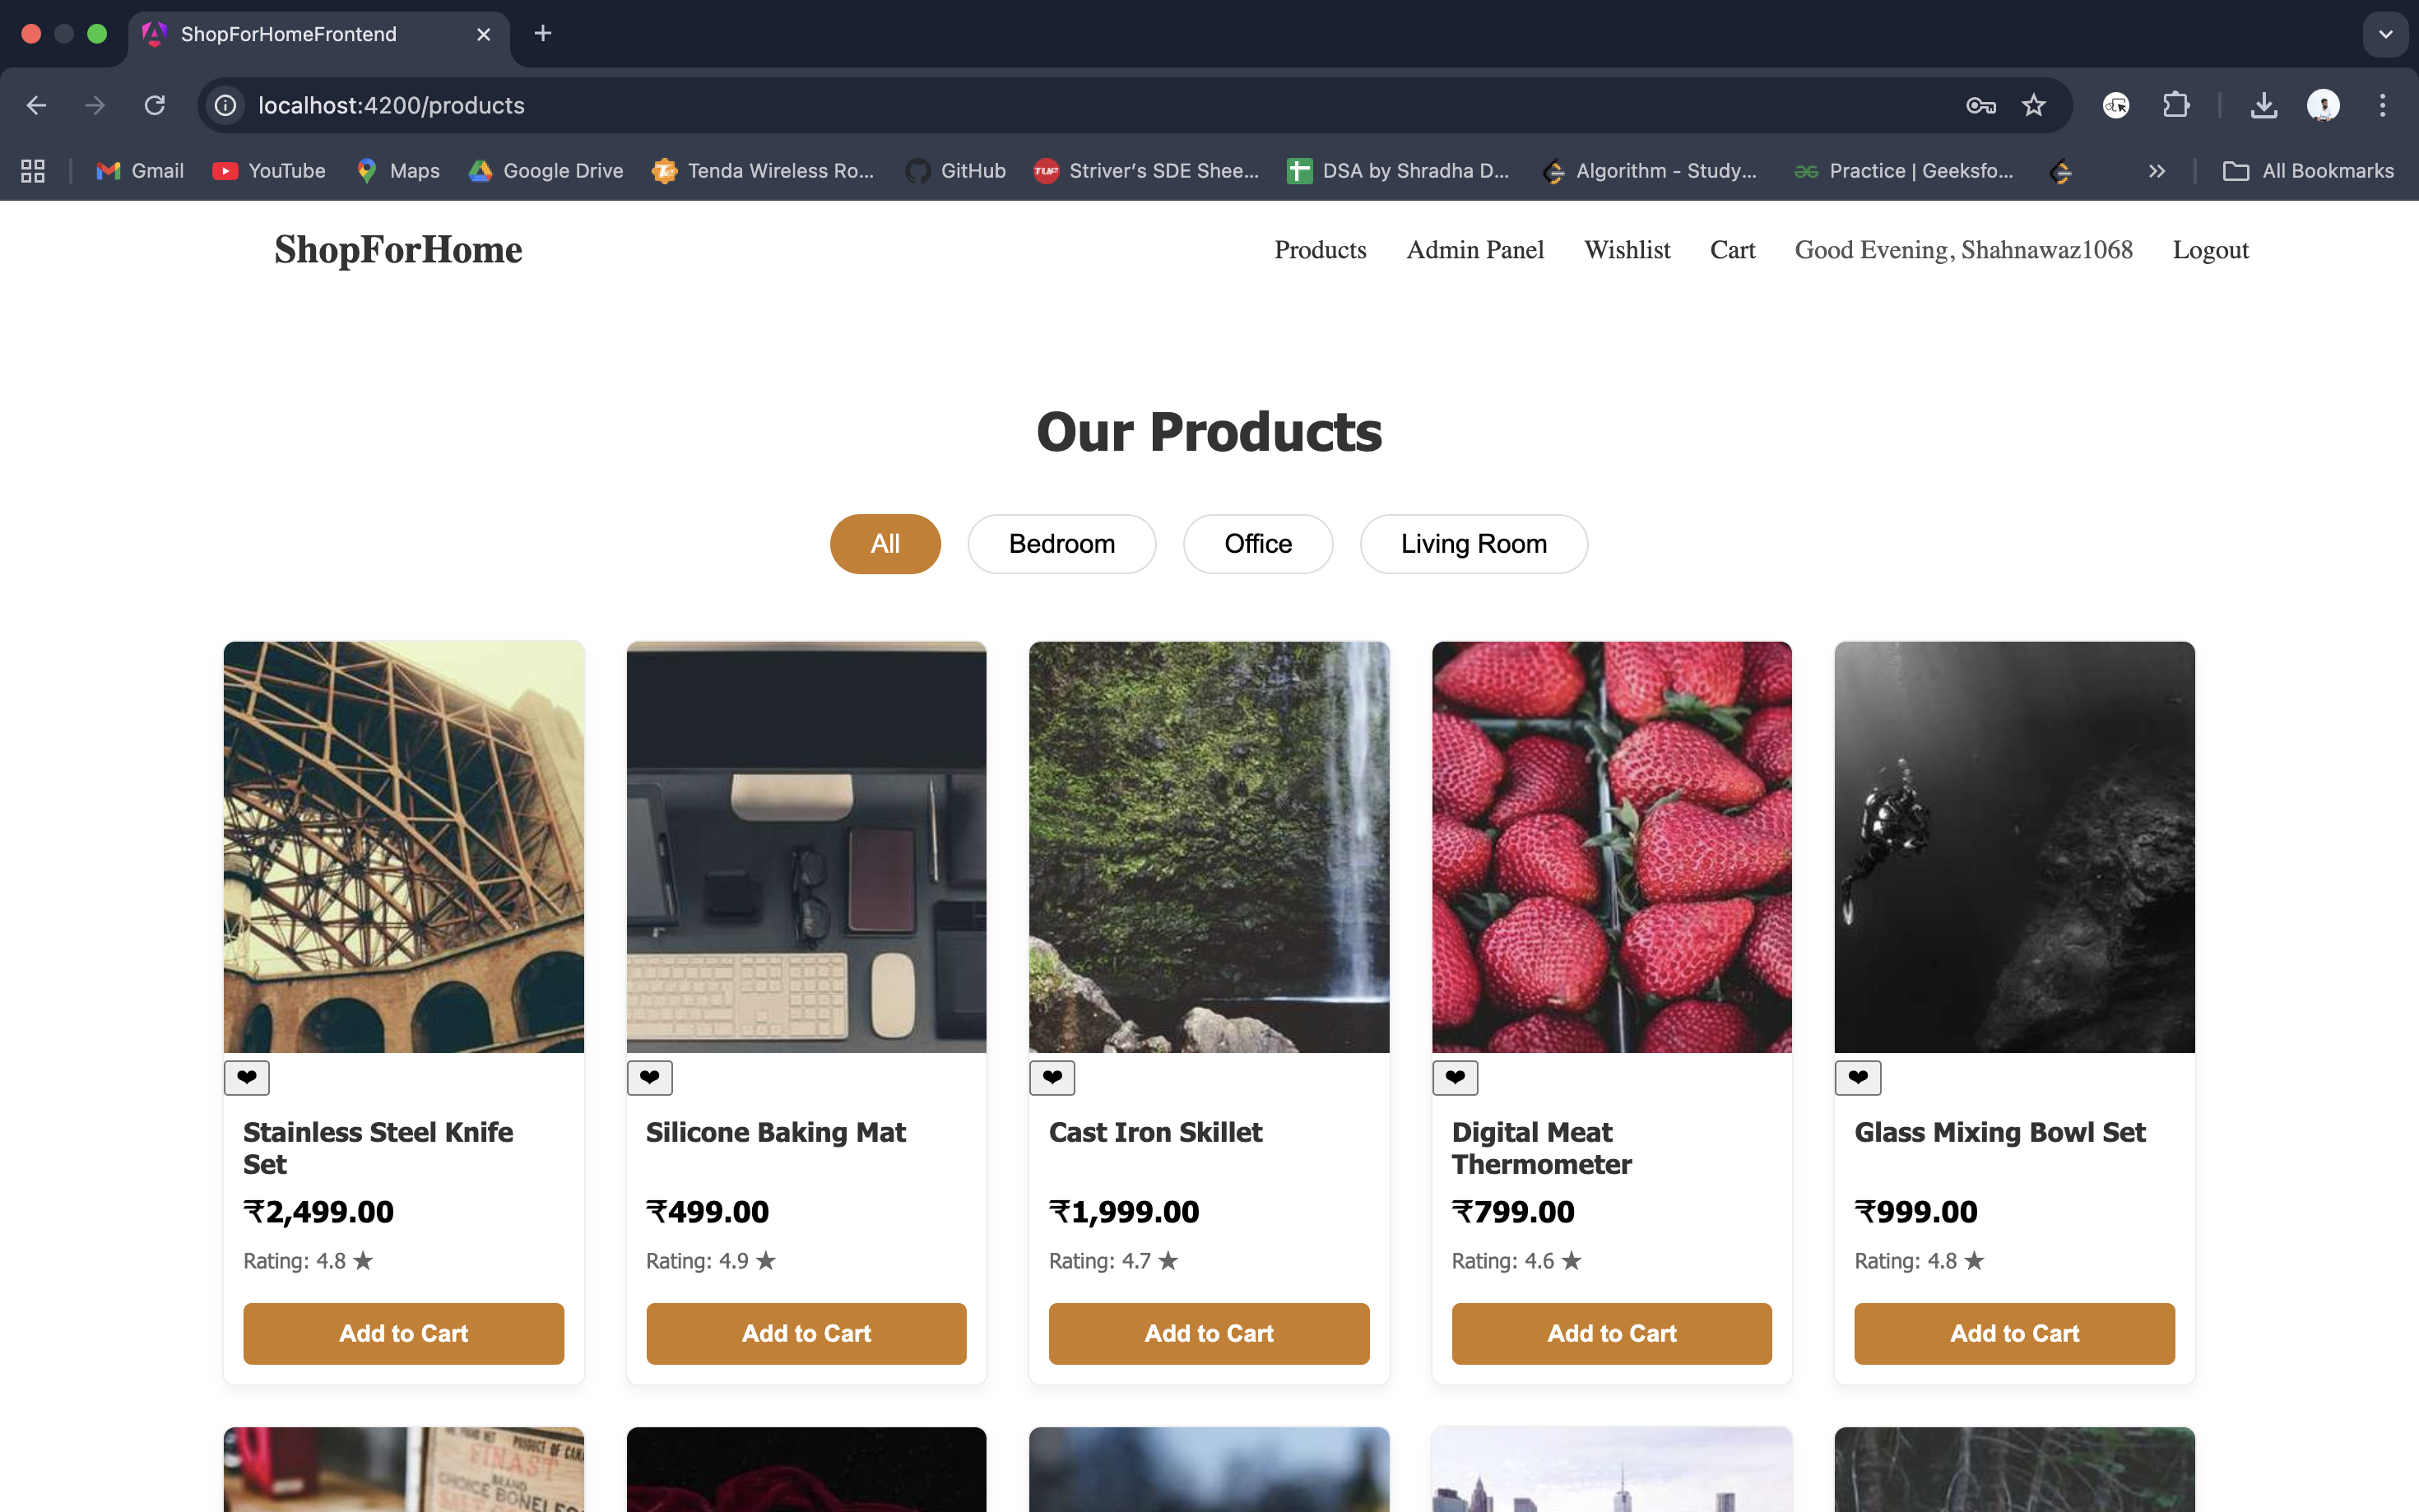 ShopForHomeFrontend
localhost:4200/products
Gmail
YouTube
Maps
Google Drive
Tenda Wireless Ro...
GitHub
Striver's SDE Shee...
DSA by Shradha D...
Algorithm - Study...
Practice | Geeksfo...
All Bookmarks
ShopForHome
Products
Admin Panel
Wishlist
Cart
Good Evening, Shahnawaz1068
Logout
Our Products
All
Bedroom
Office
Living Room
Stainless Steel Knife
Set
₹2,499.00
Rating: 4.8 ★
Add to Cart
Silicone Baking Mat
₹499.00
Rating: 4.9 ★
Add to Cart
Cast Iron Skillet
₹1,999.00
Rating: 4.7 ★
Add to Cart
Digital Meat
Thermometer
₹799.00
Rating: 4.6 ★
Add to Cart
Glass Mixing Bowl Set
₹999.00
Rating: 4.8 ★
Add to Cart
PRODUCT OF
FINAST
BRAND
CHOICE